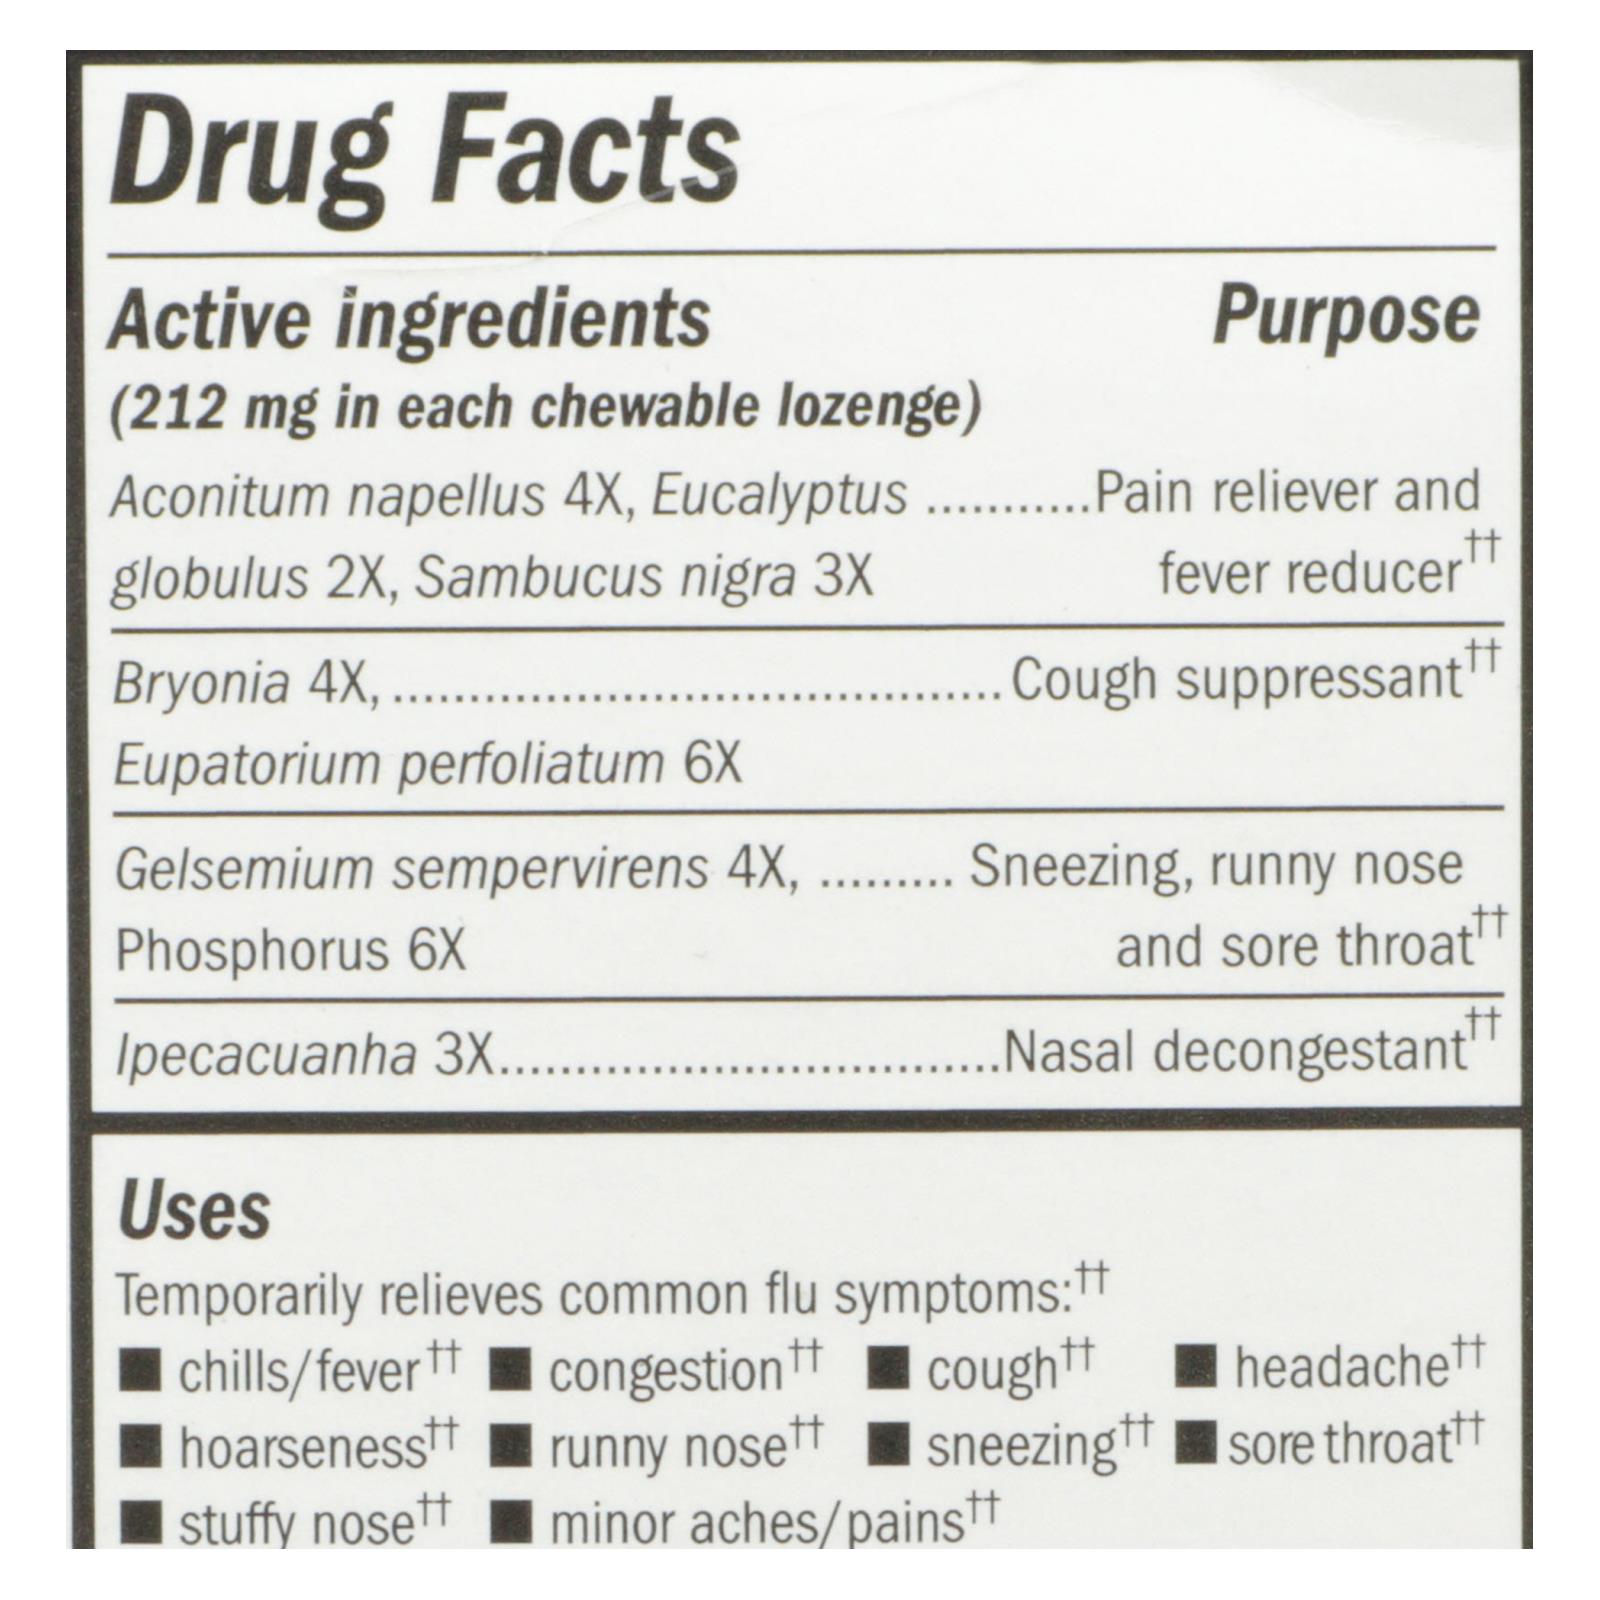 Drug Facts
Active ingredients Purpose
(212 mg in each chewable lozenge)
Aconitum napellus 4X, Eucalyptus ...........Pain reliever and
globulus 2X, Sambucus nigra 3X fever reducer††
Bryonia 4X, ........................................ Cough suppressant††
Eupatorium perfoliatum 6X
Gelsemium sempervirens 4X, ......... Sneezing, runny nose
Phosphorus 6X and sore throat††
Ipecacuanha 3X.................................Nasal decongestant††
Uses
Temporarily relieves common flu symptoms:††
■ chills/fever†† ■ congestion†† ■ cough†† ■ headache††
■ hoarseness†† ■ runny nose†† ■ sneezing†† ■ sore throat††
■ stuffy nose†† ■ minor aches/pains††